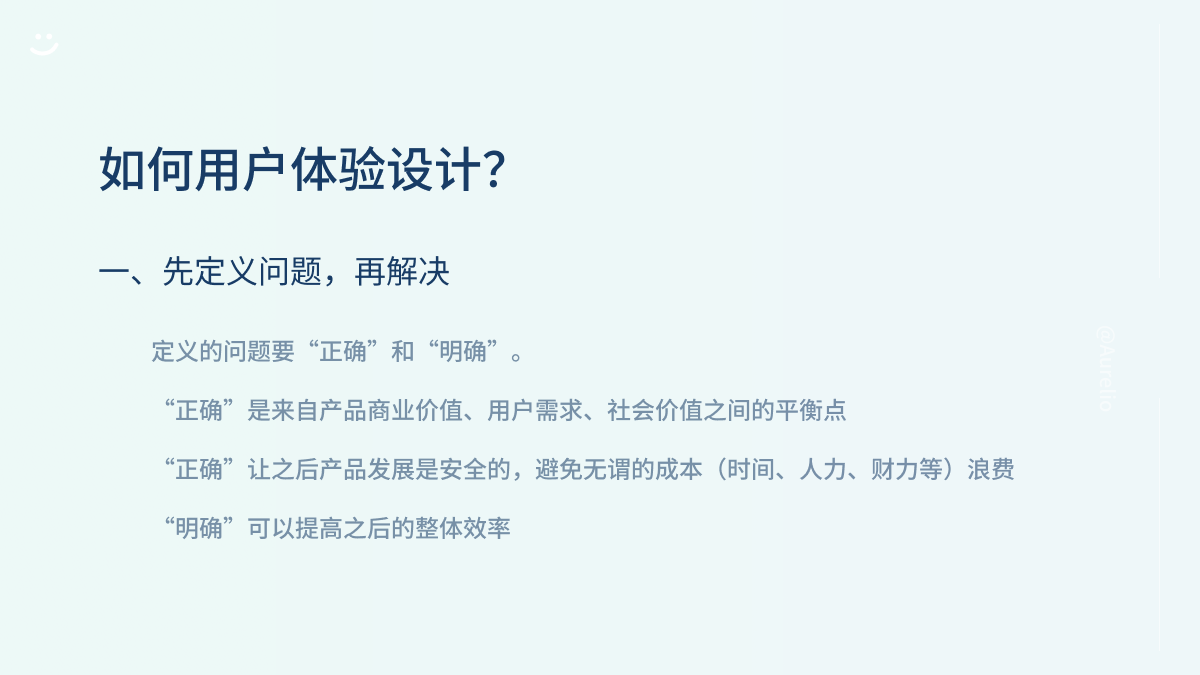 如何用户体验设计？
一、先定义问题，再解决
定义的问题要“正确”和“明确”。
“正确”是来自产品商业价值、用户需求、社会价值之间的平衡点
“正确”让之后产品发展是安全的，避免无谓的成本（时间、人力、财力等）浪费
“明确”可以提高之后的整体效率
@Aurello